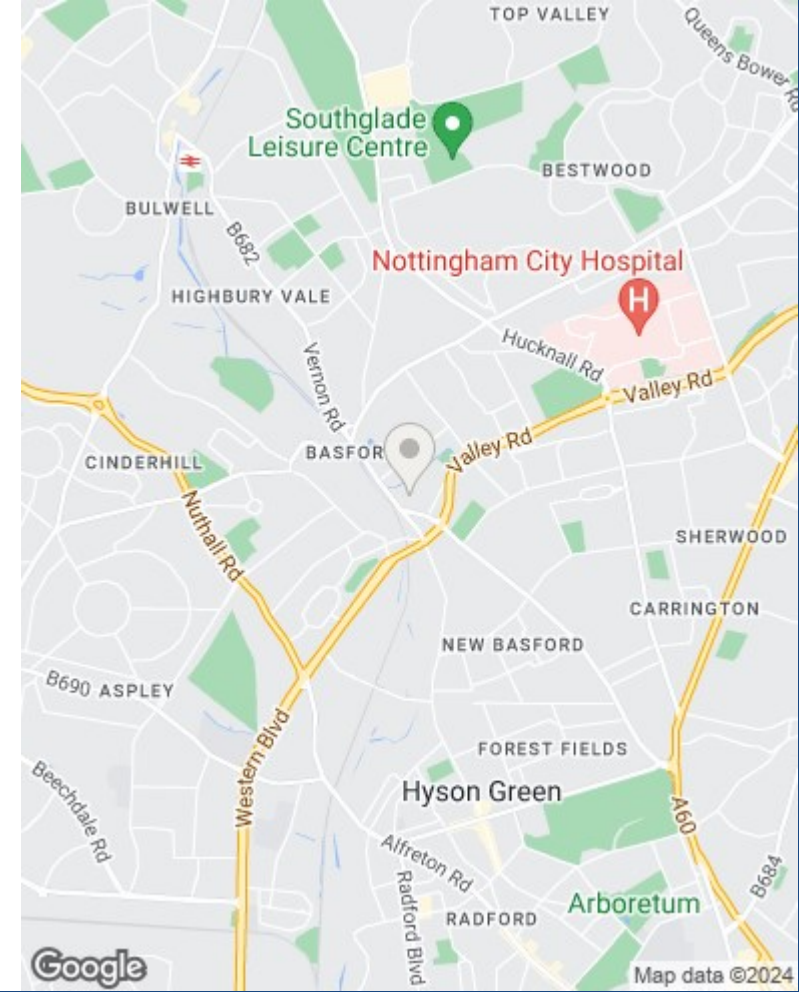 TOP VALLEY
Queens Bower Rd
Southglade
Leisure Centre
BESTWOOD
BULWELL
B682
Nottingham City Hospital
H
HIGHBURY VALE
Hucknall Rd
Vernon Rd
Valley Rd
BASFOR
Valley Rd
CINDERHILL
Nuthall Rd
SHERWOOD
CARRINGTON
NEW BASFORD
B690
ASPLEY
Western Blvd
FOREST FIELDS
Beechdale Rd
Hyson Green
A60
Alfreton Rd
B684
Radford Blvd
Arboretum
RADFORD
Google
Map data ©2024